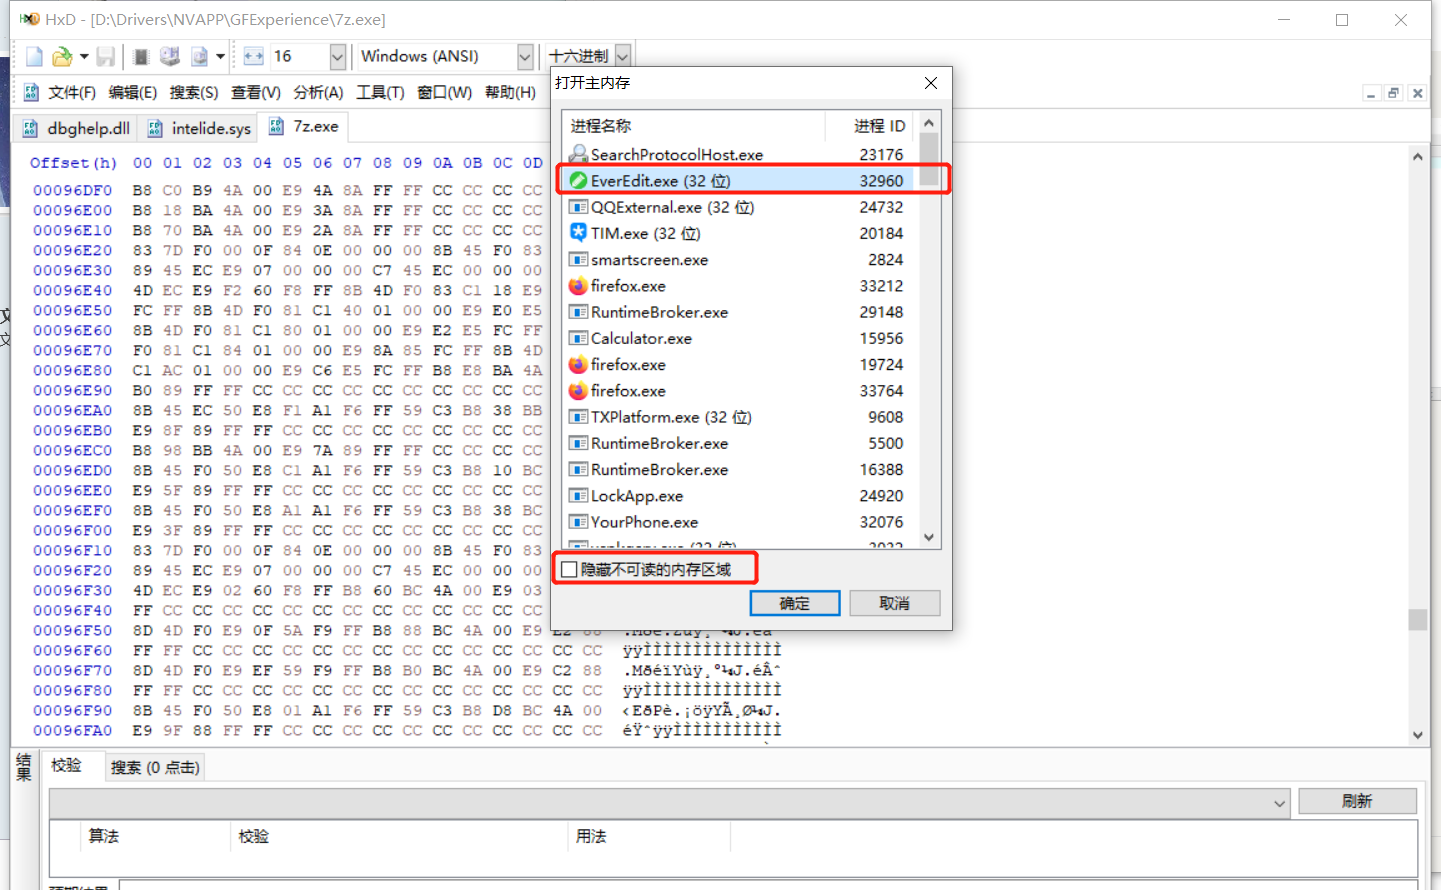 HxD - [D:\Drivers\NVAPP\GFExperience\7z.exe]
16 Windows (ANSI) 十六进制
文件(F) 编辑(E) 搜索(S) 查看(V) 分析(A) 工具(T) 窗口(W) 帮助(H)
dbghelp.dll intelide.sys 7z.exe
Offset(h) 00 01 02 03 04 05 06 07 08 09 0A 0B 0C 0D
00096DF0 B8 C0 B9 4A 00 E9 4A 8A FF FF CC CC CC CC
00096E00 B8 18 BA 4A 00 E9 3A 8A FF FF CC CC CC CC
00096E10 B8 70 BA 4A 00 E9 2A 8A FF FF CC CC CC CC
00096E20 83 7D F0 00 0F 84 0E 00 00 00 8B 45 F0 83
00096E30 89 45 EC E9 07 00 00 00 C7 45 EC 00 00 00
00096E40 4D EC E9 F2 60 F8 FF 8B 4D F0 83 C1 18 E9
00096E50 FC FF 8B 4D F0 81 C1 40 01 00 00 E9 E0 E5
00096E60 8B 4D F0 81 C1 80 01 00 00 E9 E2 E5 FC FF
00096E70 F0 81 C1 84 01 00 00 E9 8A 85 FC FF 8B 4D
00096E80 C1 AC 01 00 00 E9 C6 E5 FC FF B8 E8 BA 4A
00096E90 B0 89 FF FF CC CC CC CC CC CC CC CC CC CC
00096EA0 8B 45 EC 50 E8 F1 A1 F6 FF 59 C3 B8 38 BB
00096EB0 E9 8F 89 FF FF CC CC CC CC CC CC CC CC CC
00096EC0 B8 98 BB 4A 00 E9 7A 89 FF FF CC CC CC CC
00096ED0 8B 45 F0 50 E8 C1 A1 F6 FF 59 C3 B8 10 BC
00096EE0 E9 5F 89 FF FF CC CC CC CC CC CC CC CC CC
00096EF0 8B 45 F0 50 E8 A1 A1 F6 FF 59 C3 B8 38 BC
00096F00 E9 3F 89 FF FF CC CC CC CC CC CC CC CC CC
00096F10 83 7D F0 00 0F 84 0E 00 00 00 8B 45 F0 83
00096F20 89 45 EC E9 07 00 00 00 C7 45 EC 00 00 00
00096F30 4D EC E9 02 60 F8 FF B8 60 BC 4A 00 E9 03
00096F40 FF CC CC CC CC CC CC CC CC CC CC CC CC CC
00096F50 8D 4D F0 E9 0F 5A F9 FF B8 88 BC 4A 00 E9 E2 88 .Mðé.Zùÿ¸ˆ¼J.éâˆ
00096F60 FF FF CC CC CC CC CC CC CC CC CC CC CC CC CC CC ÿÿÌÌÌÌÌÌÌÌÌÌÌÌÌÌ
00096F70 8D 4D F0 E9 EF 59 F9 FF B8 B0 BC 4A 00 E9 C2 88 .MðéïYùÿ¸°¼J.éÂˆ
00096F80 FF FF CC CC CC CC CC CC CC CC CC CC CC CC CC CC ÿÿÌÌÌÌÌÌÌÌÌÌÌÌÌÌ
00096F90 8B 45 F0 50 E8 01 A1 F6 FF 59 C3 B8 D8 BC 4A 00 ‹EðPè.¡öÿYÃ¸Ø¼J.
00096FA0 E9 9F 88 FF FF CC CC CC CC CC CC CC CC CC CC CC éŸˆÿÿÌÌÌÌÌÌÌÌÌÌÌ
打开主内存
进程名称 进程 ID
SearchProtocolHost.exe 23176
EverEdit.exe (32 位) 32960
QQExternal.exe (32 位) 24732
TIM.exe (32 位) 20184
smartscreen.exe 2824
firefox.exe 33212
RuntimeBroker.exe 29148
Calculator.exe 15956
firefox.exe 19724
firefox.exe 33764
TXPlatform.exe (32 位) 9608
RuntimeBroker.exe 5500
RuntimeBroker.exe 16388
LockApp.exe 24920
YourPhone.exe 32076
隐藏不可读的内存区域
确定 取消
结果
校验 搜索 (0 点击)
刷新
算法 校验 用法
预期结果